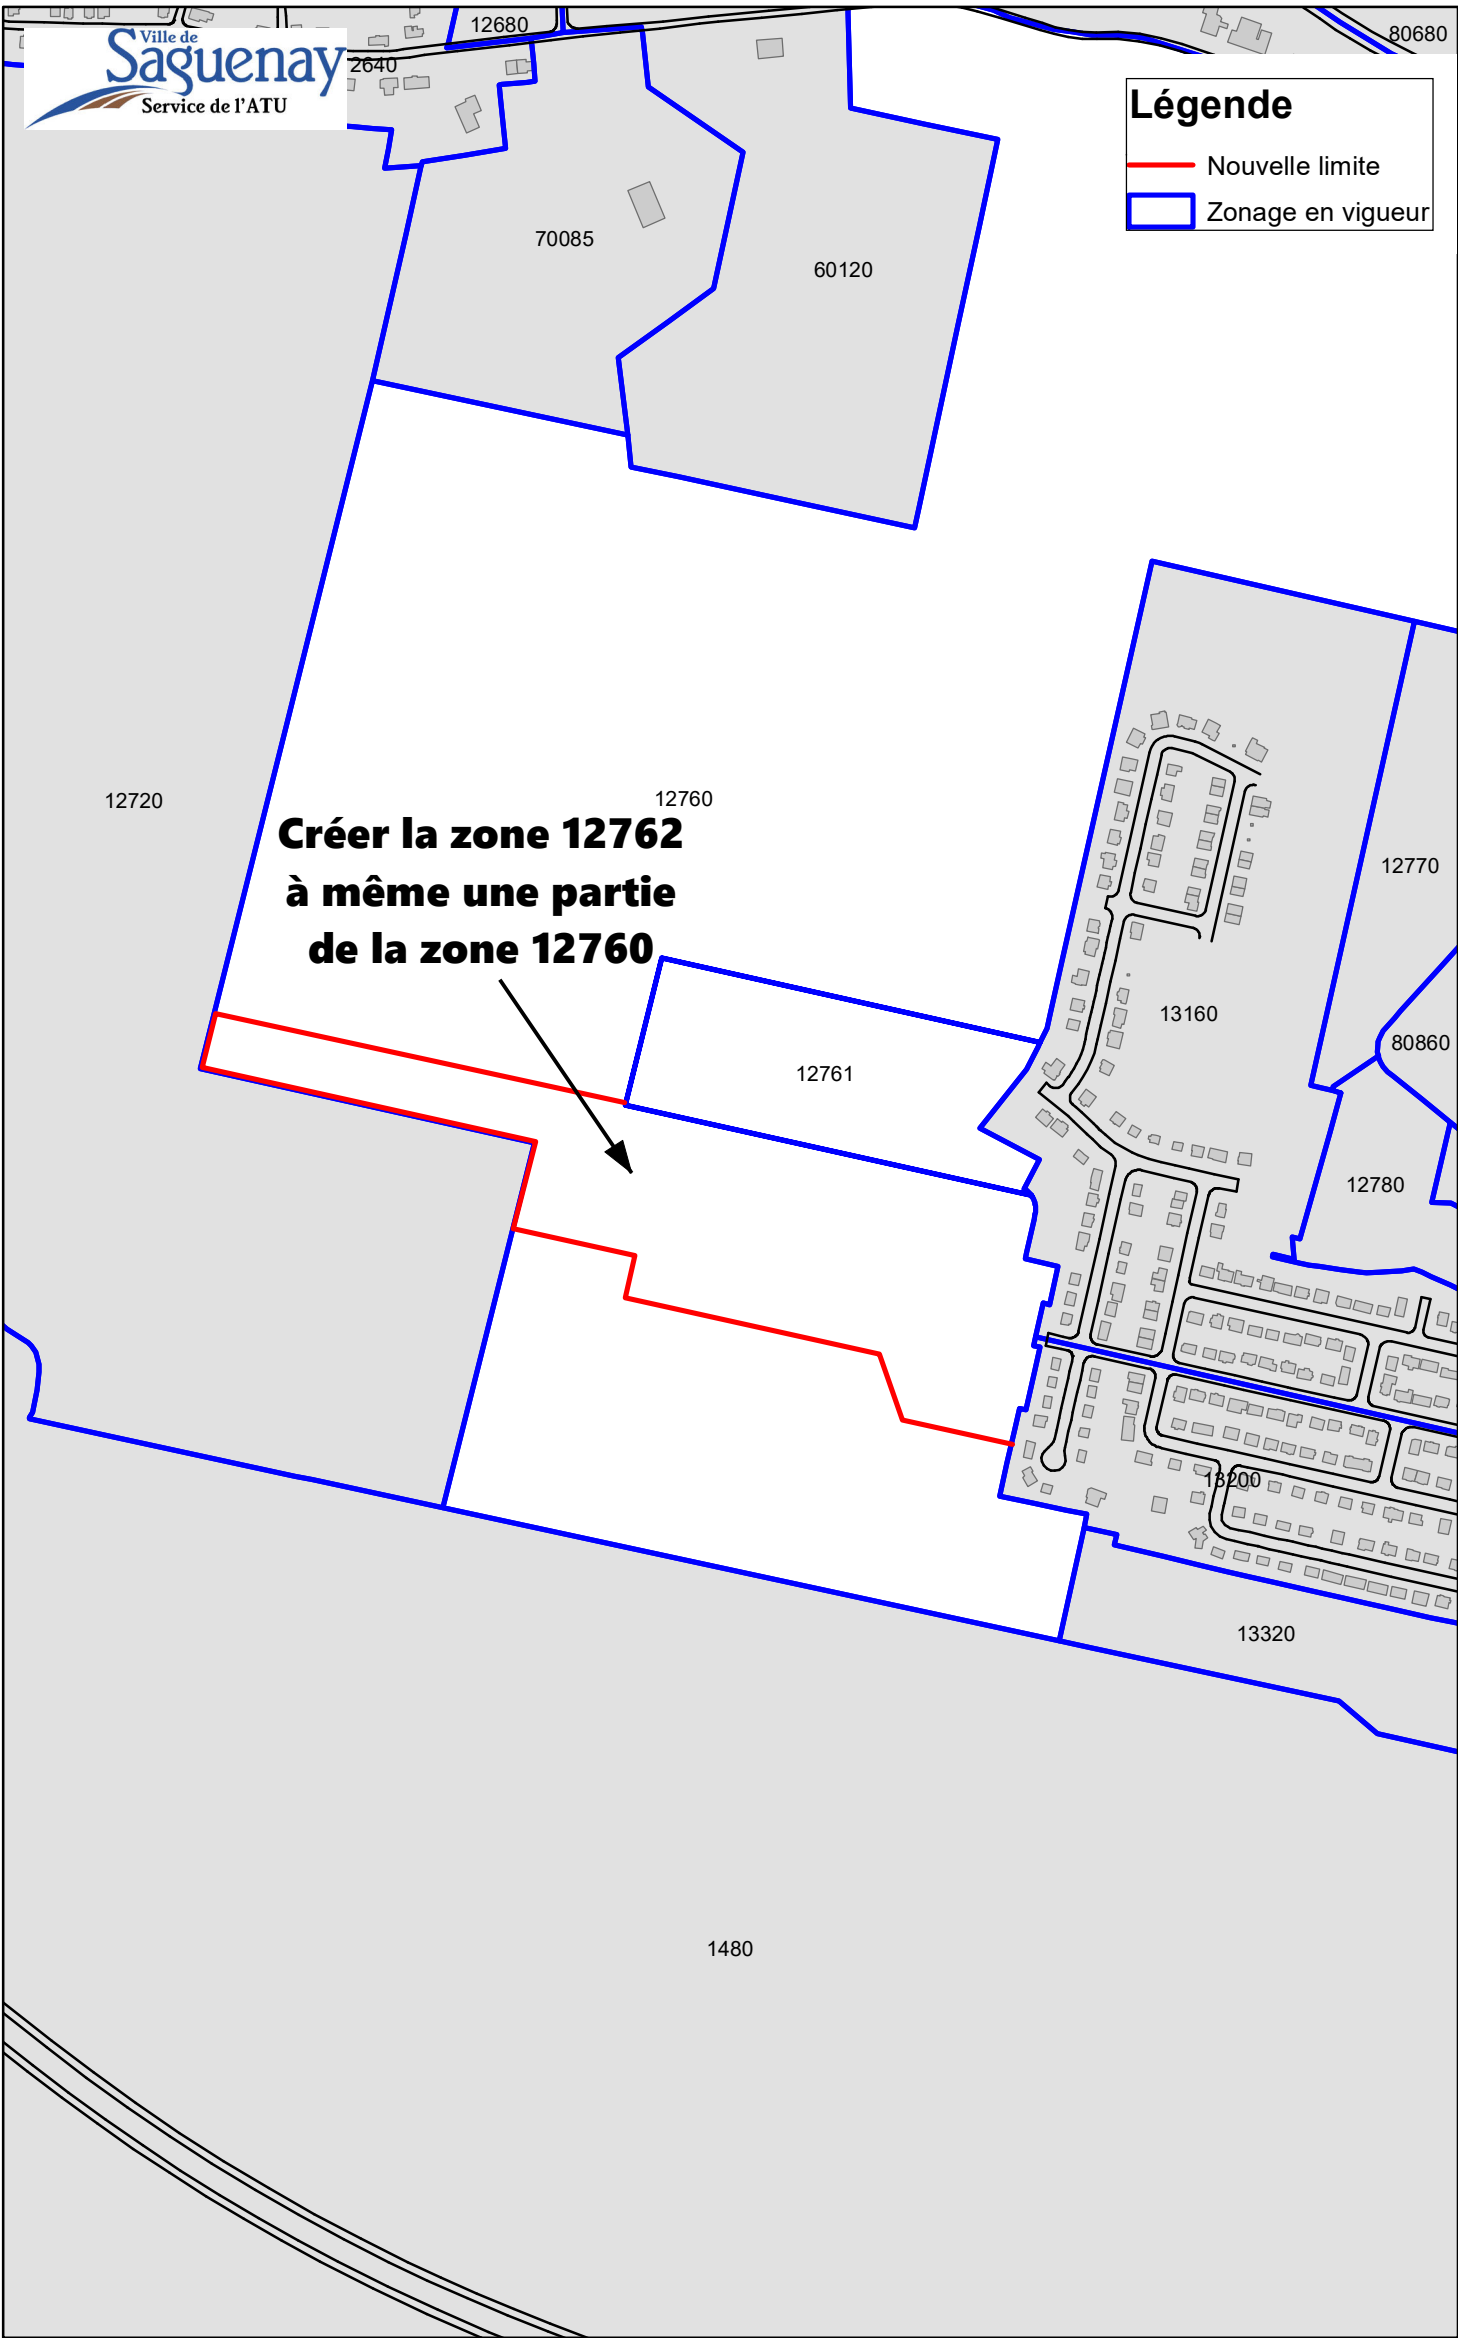 12680
80680
Ville de
Saguenay
Service de l'ATU
2640
Légende
Nouvelle limite
Zonage en vigueur
70085
60120
12720
12760
Créer la zone 12762
à même une partie
de la zone 12760
12770
13160
80860
12761
12780
13200
13320
1480